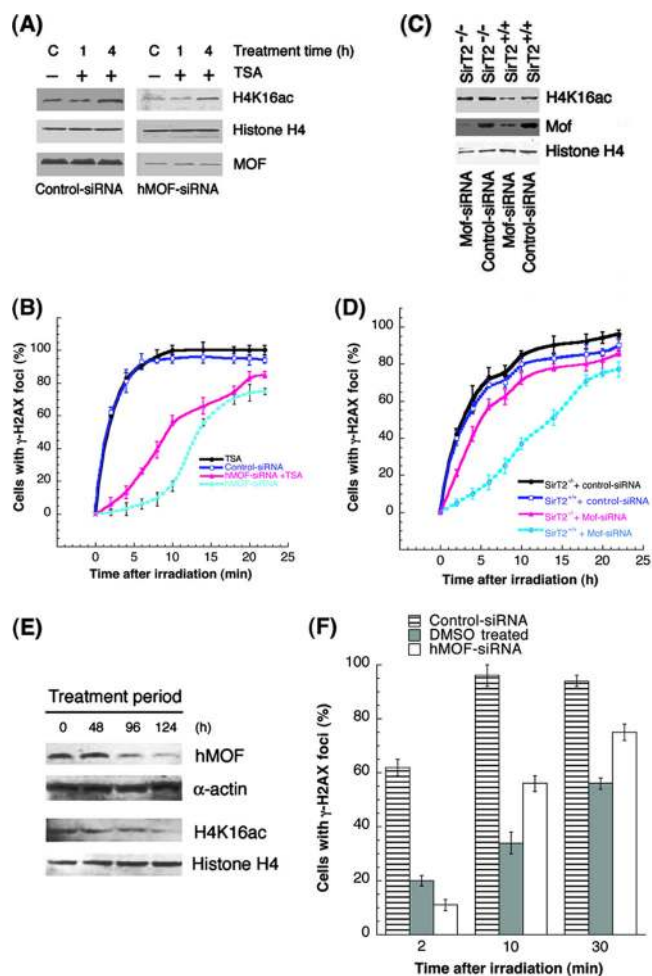 (A)
C 1 4 C 1 4 Treatment time (h)
– + + – + + TSA
H4K16ac
Histone H4
MOF
Control-siRNA hMOF-siRNA
(C)
SirT2-/- SirT2-/- SirT2+/+ SirT2+/+
H4K16ac
Mof
Histone H4
Mof-siRNA Control-siRNA Mof-siRNA Control-siRNA
(B)
Cells with γ-H2AX foci (%)
100
80
60
40
20
0
TSA
Control-siRNA
hMOF-siRNA +TSA
hMOF-siRNA
0 5 10 15 20 25
Time after irradiation (min)
(D)
Cells with γ-H2AX foci (%)
100
80
60
40
20
0
SirT2-/- + control-siRNA
SirT2+/+ + control-siRNA
SirT2-/- + Mof-siRNA
SirT2+/+ + Mof-siRNA
0 5 10 15 20 25
Time after irradiation (h)
(E)
Treatment period
0 48 96 124 (h)
hMOF
α-actin
H4K16ac
Histone H4
(F)
Control-siRNA
DMSO treated
hMOF-siRNA
Cells with γ-H2AX foci (%)
100
80
60
40
20
0
2 10 30
Time after irradiation (min)